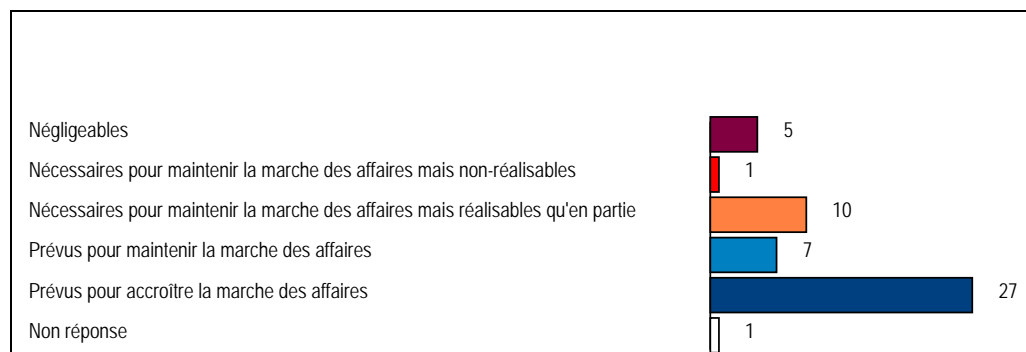 Négligeables 5
Nécessaires pour maintenir la marche des affaires mais non-réalisables 1
Nécessaires pour maintenir la marche des affaires mais réalisables qu'en partie 10
Prévus pour maintenir la marche des affaires 7
Prévus pour accroître la marche des affaires 27
Non réponse 1